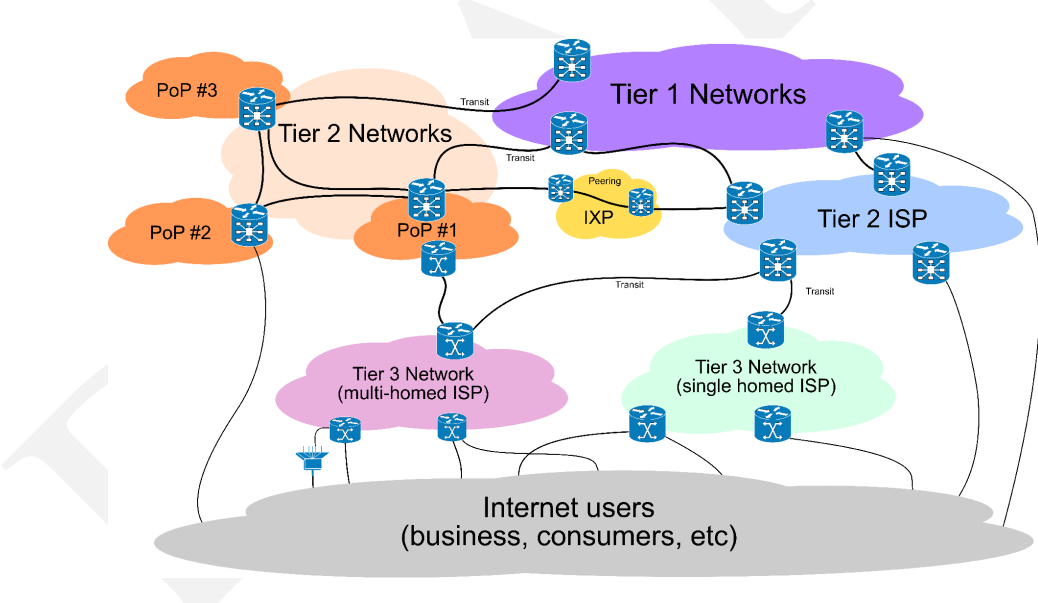 PoP #3
Transit
Tier 1 Networks
Tier 2 Networks
Transit
Peering
IXP
PoP #2
PoP #1
Tier 2 ISP
Transit
Transit
Tier 3 Network
(multi-homed ISP)
Tier 3 Network
(single homed ISP)
Internet users
(business, consumers, etc)